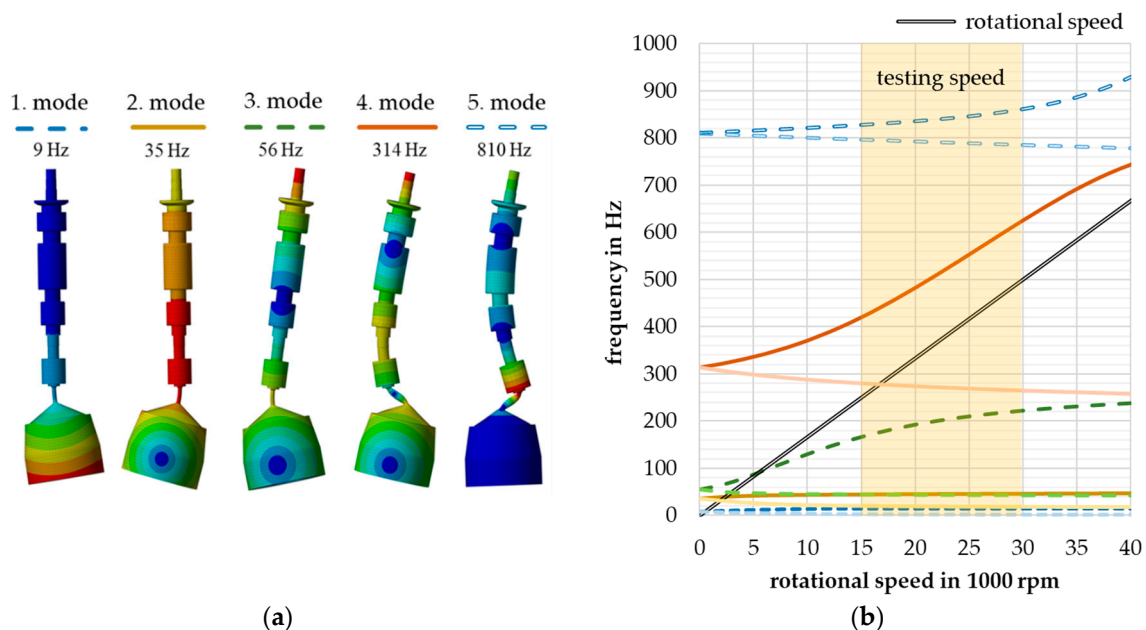 1. mode 2. mode 3. mode 4. mode 5. mode
9 Hz 35 Hz 56 Hz 314 Hz 810 Hz
(a)
rotational speed
testing speed
frequency in Hz
1000
900
800
700
600
500
400
300
200
100
0
0 5 10 15 20 25 30 35 40
rotational speed in 1000 rpm
(b)